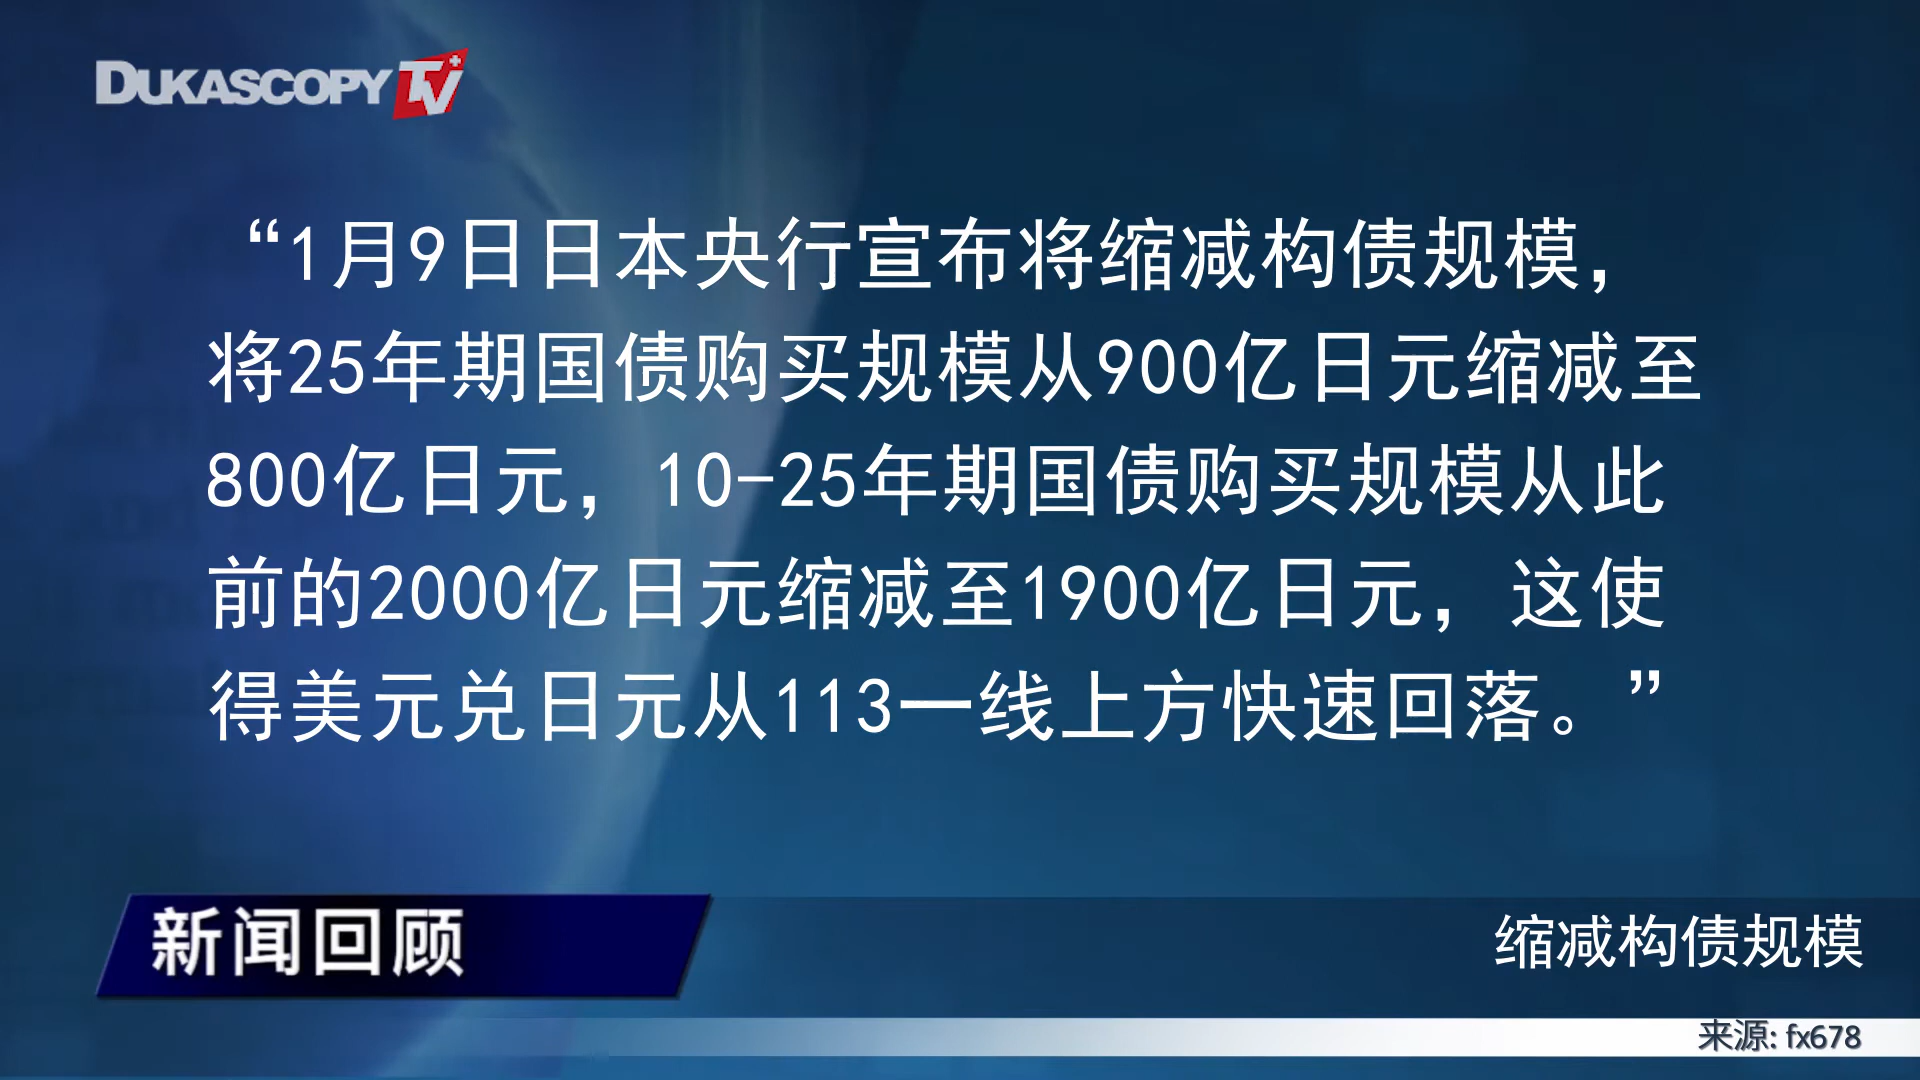 DUKASCOPY TV
“1月9日日本央行宣布将缩减构债规模，
将25年期国债购买规模从900亿日元缩减至
800亿日元，10-25年期国债购买规模从此
前的2000亿日元缩减至1900亿日元，这使
得美元兑日元从113一线上方快速回落。”
新闻回顾
缩减构债规模
来源: fx678